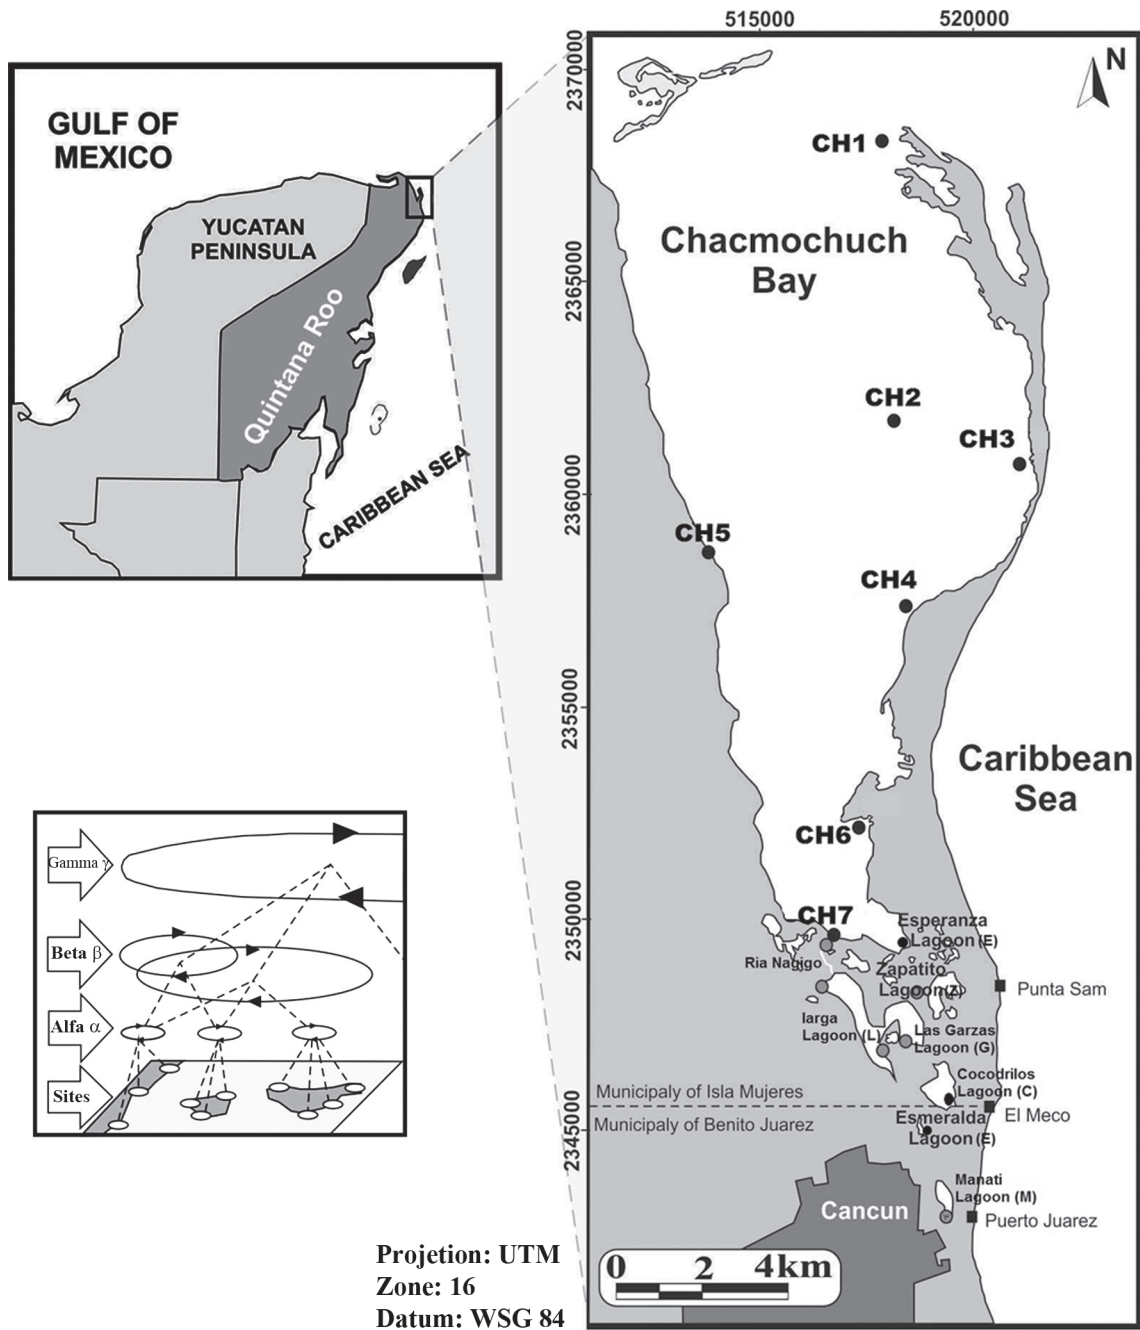 515000
520000
GULF OF
MEXICO
YUCATAN
PENINSULA
Quintana Roo
CARIBBEAN SEA
2370000
2365000
2360000
2355000
2350000
2345000
N
CH1
Chacmochuch
Bay
CH2
CH3
CH5
CH4
Caribbean
Sea
CH6
CH7
Esperanza
Lagoon (E)
Ria Nagigo
Zapatito
Lagoon(Z)
Punta Sam
larga
Lagoon (L)
Las Garzas
Lagoon (G)
Cocodrilos
Lagoon (C)
Municipaly of Isla Mujeres
El Meco
Municipaly of Benito Juarez
Esmeralda
Lagoon (E)
Manati
Lagoon (M)
Cancun
Puerto Juarez
0 2 4km
Gamma γ
Beta β
Alfa α
Sites
Projetion: UTM
Zone: 16
Datum: WSG 84